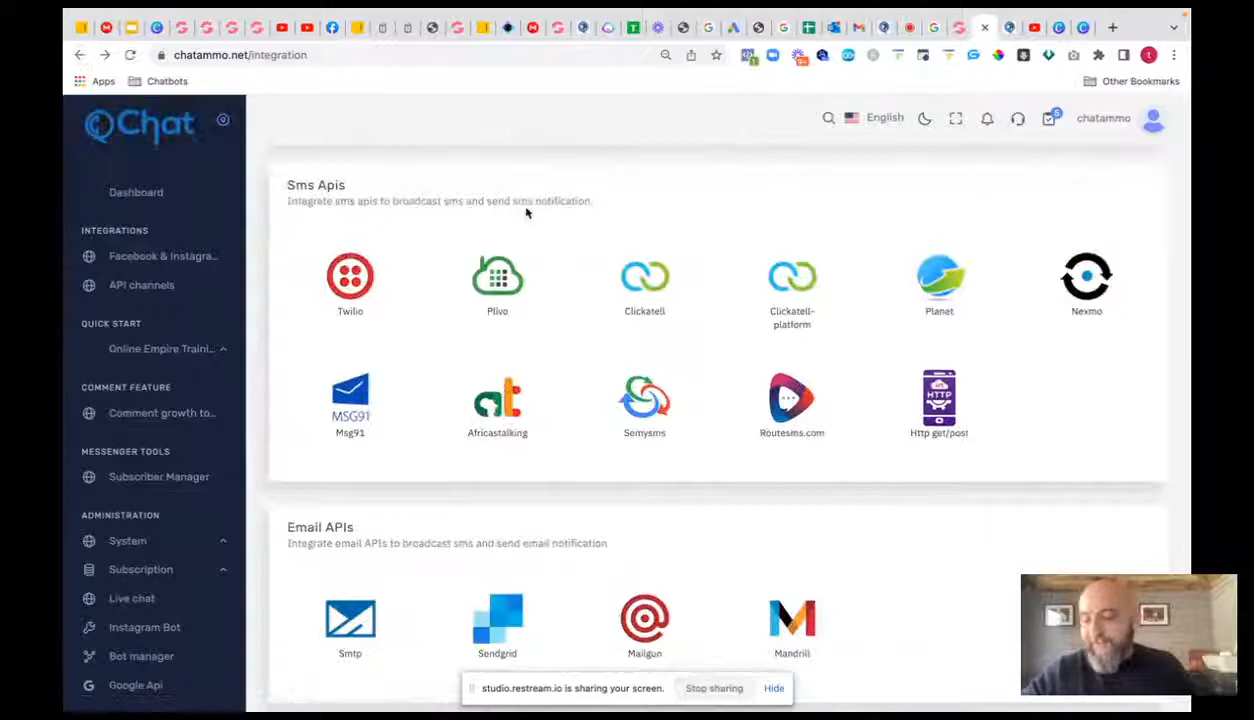 chatammo.net/integration
9+
Apps
Chatbots
Other Bookmarks
Chat
English
5
chatammo
Dashboard
INTEGRATIONS
Facebook & Instagra...
API channels
QUICK START
Online Empire Traini...
COMMENT FEATURE
Comment growth to...
MESSENGER TOOLS
Subscriber Manager
ADMINISTRATION
System
Subscription
Live chat
Instagram Bot
Bot manager
Google Api
Sms Apis
Integrate sms apis to broadcast sms and send sms notification.
Twilio
Plivo
Clickatell
Clickatell-
platform
Planet
Nexmo
MSG91
Msg91
at
Africastalking
Semysms
Routesms.com
API
HTTP
Http get/post
Email APIs
Integrate email APIs to broadcast sms and send email notification
Smtp
Sendgrid
Mailgun
Mandrill
studio.restream.io is sharing your screen.
Stop sharing
Hide